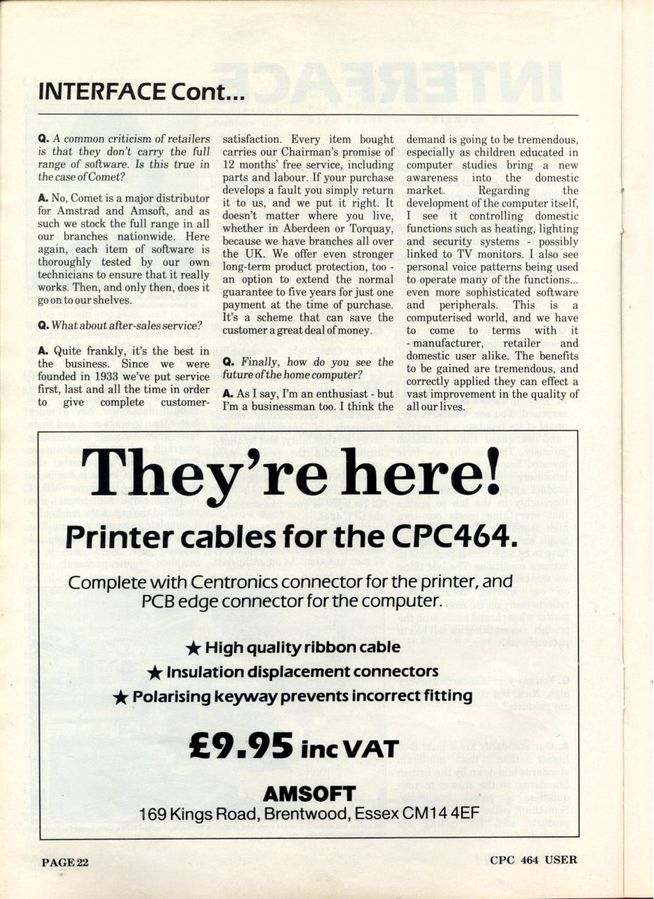 INTERFACE Cont...
Q. A common criticism of retailers
is that they don't carry the full
range of software. Is this true in
the case of Comet?
A. No, Comet is a major distributor
for Amstrad and Amsoft, and as
such we stock the full range in all
our branches nationwide. Here
again, each item of software is
thoroughly tested by our own
technicians to ensure that it really
works. Then, and only then, does it
go on to our shelves.
Q. What about after-sales service?
A. Quite frankly, it's the best in
the business. Since we were
founded in 1933 we've put service
first, last and all the time in order
to give complete customer-
satisfaction. Every item bought
carries our Chairman's promise of
12 months' free service, including
parts and labour. If your purchase
develops a fault you simply return
it to us, and we put it right. It
doesn't matter where you live,
whether in Aberdeen or Torquay,
because we have branches all over
the UK. We offer even stronger
long-term product protection, too -
an option to extend the normal
guarantee to five years for just one
payment at the time of purchase.
It's a scheme that can save the
customer a great deal of money.
Q. Finally, how do you see the
future of the home computer?
A. As I say, I'm an enthusiast - but
I'm a businessman too. I think the
demand is going to be tremendous,
especially as children educated in
computer studies bring a new
awareness into the domestic
market. Regarding the
development of the computer itself,
I see it controlling domestic
functions such as heating, lighting
and security systems - possibly
linked to TV monitors. I also see
personal voice patterns being used
to operate many of the functions...
even more sophisticated software
and peripherals. This is a
computerised world, and we have
to come to terms with it
- manufacturer, retailer and
domestic user alike. The benefits
to be gained are tremendous, and
correctly applied they can effect a
vast improvement in the quality of
all our lives.
They're here!
Printer cables for the CPC464.
Complete with Centronics connector for the printer, and
PCB edge connector for the computer.
★ High quality ribbon cable
★ Insulation displacement connectors
★ Polarising keyway prevents incorrect fitting
£9.95 inc VAT
AMSOFT
169 Kings Road, Brentwood, Essex CM14 4EF
PAGE 22
CPC 464 USER